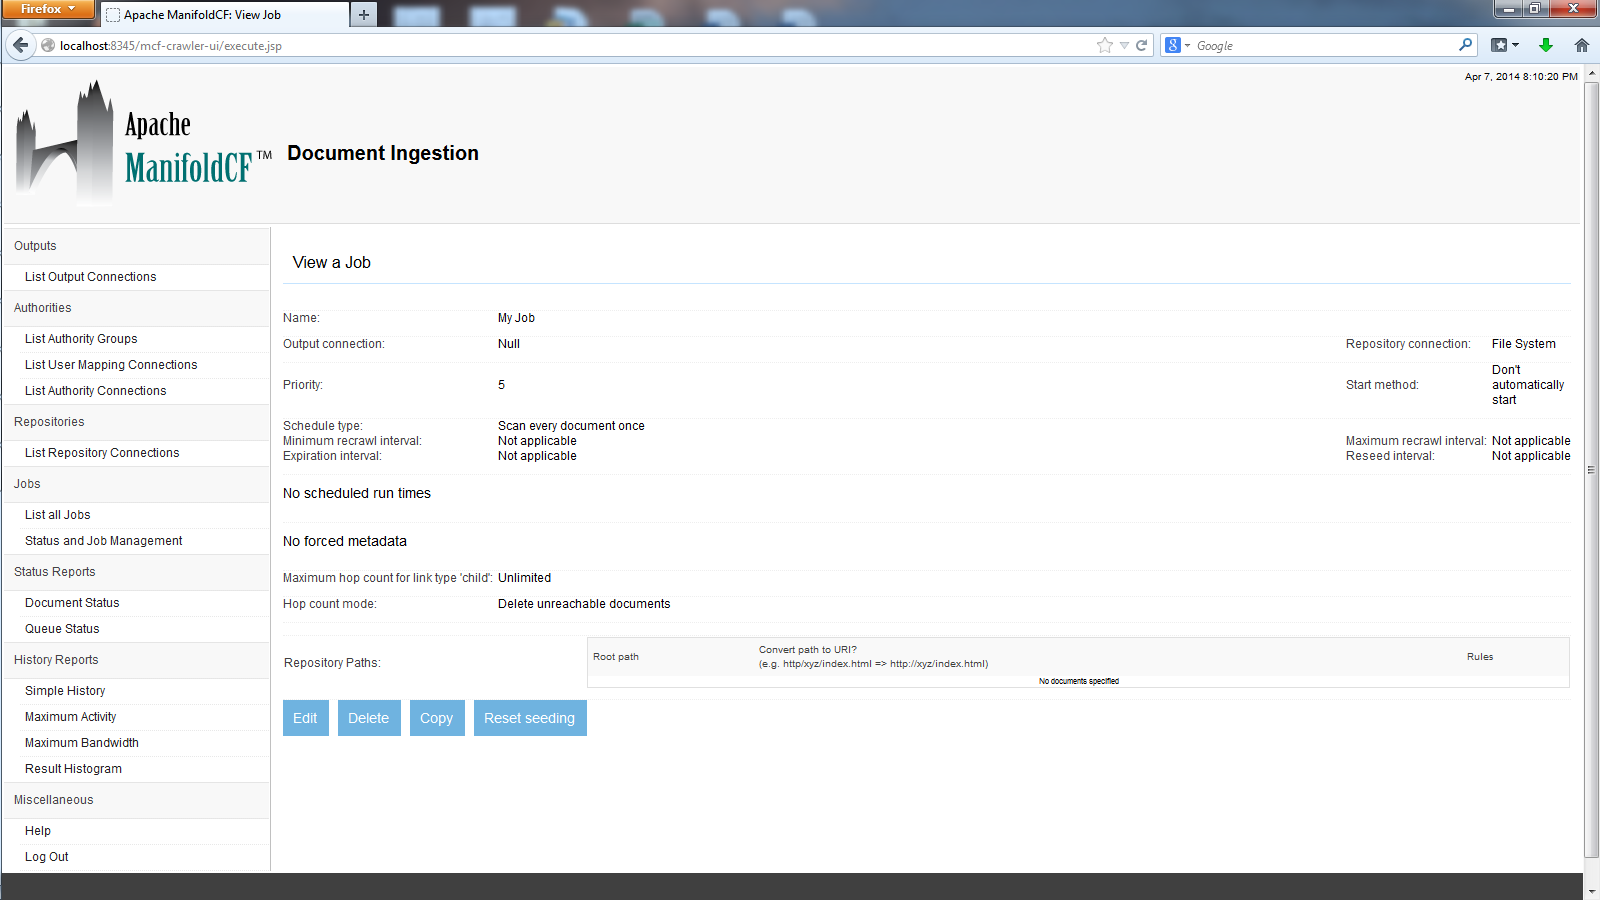 Firefox
Apache ManifoldCF: View Job
localhost:8345/mcf-crawler-ui/execute.jsp
Google
Apr 7, 2014 8:10:20 PM
Apache
ManifoldCF™
Document Ingestion
Outputs
List Output Connections
Authorities
List Authority Groups
List User Mapping Connections
List Authority Connections
Repositories
List Repository Connections
Jobs
List all Jobs
Status and Job Management
Status Reports
Document Status
Queue Status
History Reports
Simple History
Maximum Activity
Maximum Bandwidth
Result Histogram
Miscellaneous
Help
Log Out
View a Job
Name: My Job
Output connection: Null Repository connection: File System
Priority: 5 Start method: Don't
automatically
start
Schedule type: Scan every document once
Minimum recrawl interval: Not applicable Maximum recrawl interval: Not applicable
Expiration interval: Not applicable Reseed interval: Not applicable
No scheduled run times
No forced metadata
Maximum hop count for link type 'child': Unlimited
Hop count mode: Delete unreachable documents
Repository Paths:
Root path
Convert path to URI?
(e.g. http/xyz/index.html => http://xyz/index.html)
Rules
No documents specified
Edit Delete Copy Reset seeding